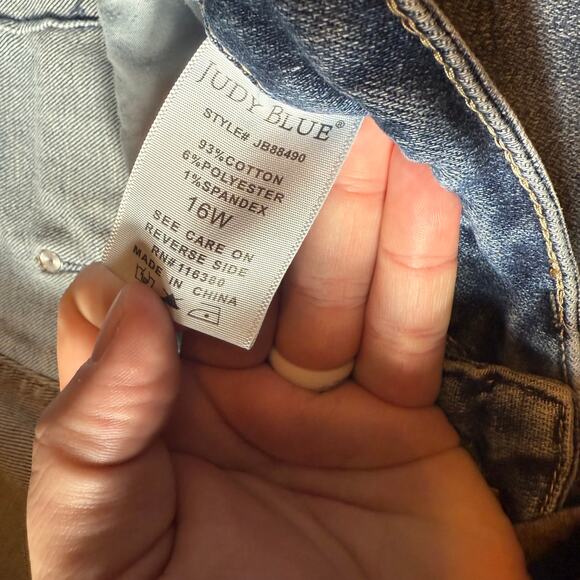 JUDY BLUE®
STYLE# JB88490
93%COTTON
6%POLYESTER
1%SPANDEX
16W
SEE CARE ON
REVERSE SIDE
RN#116380
MADE IN CHINA